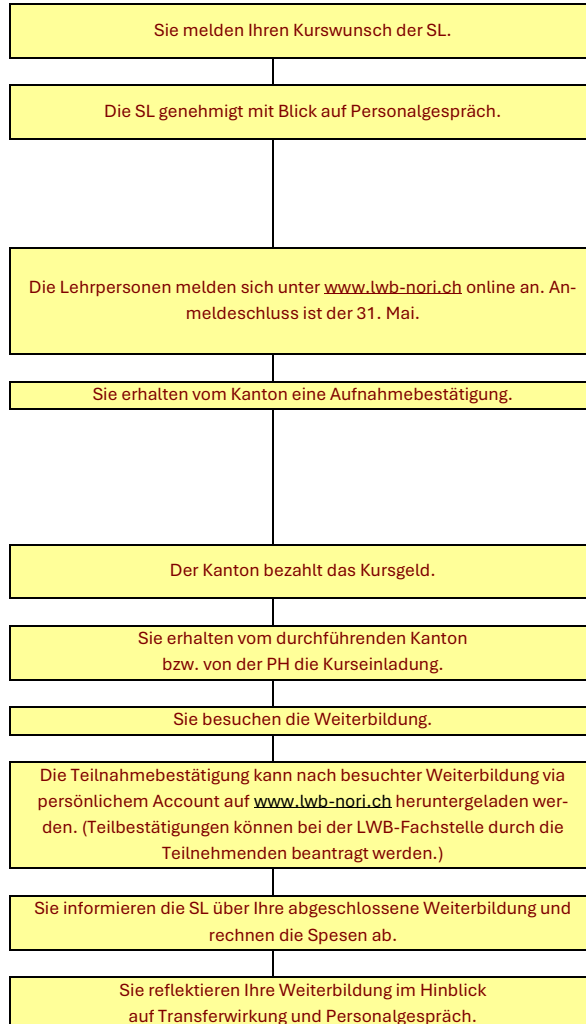 Sie melden Ihren Kurswunsch der SL.
Die SL genehmigt mit Blick auf Personalgespräch.
Die Lehrpersonen melden sich unter www.lwb-nori.ch online an. An-
meldeschluss ist der 31. Mai.
Sie erhalten vom Kanton eine Aufnahmebestätigung.
Der Kanton bezahlt das Kursgeld.
Sie erhalten vom durchführenden Kanton
bzw. von der PH die Kurseinladung.
Sie besuchen die Weiterbildung.
Die Teilnahmebestätigung kann nach besuchter Weiterbildung via
persönlichem Account auf www.lwb-nori.ch heruntergeladen wer-
den. (Teilbestätigungen können bei der LWB-Fachstelle durch die
Teilnehmenden beantragt werden.)
Sie informieren die SL über Ihre abgeschlossene Weiterbildung und
rechnen die Spesen ab.
Sie reflektieren Ihre Weiterbildung im Hinblick
auf Transferwirkung und Personalgespräch.